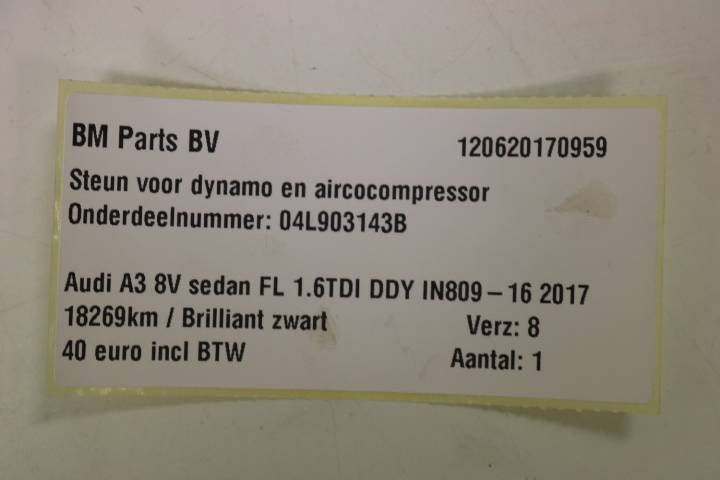 BM Parts BV 120620170959
Steun voor dynamo en aircocompressor
Onderdeelnummer: 04L903143B
Audi A3 8V sedan FL 1.6TDI DDY IN809 – 16 2017
18269km / Brilliant zwart Verz: 8
40 euro incl BTW Aantal: 1